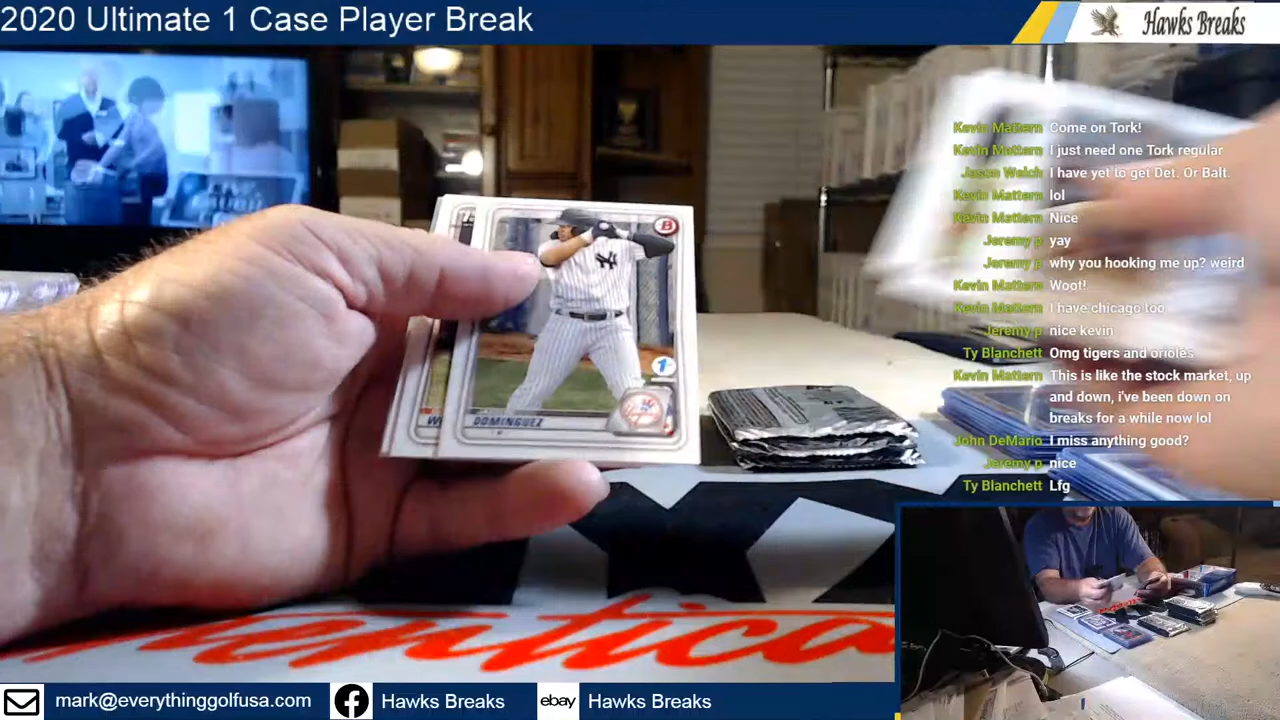 2020 Ultimate 1 Case Player Break
Hawks Breaks
Kevin Mattern Come on Tork!
Kevin Mattern I just need one Tork regular
Jason Welch I have yet to get Det. Or Balt.
Kevin Mattern lol
Kevin Mattern Nice
Jeremy p yay
Jeremy p why you hooking me up? weird
Kevin Mattern Woot!
Kevin Mattern I have chicago too
Jeremy p nice kevin
Ty Blanchett Omg tigers and orioles
Kevin Mattern This is like the stock market, up
and down, i've been down on
breaks for a while now lol
John DeMario I miss anything good?
Jeremy p nice
Ty Blanchett Lfg
B
1st
W
DOMINGUEZ
mark@everythinggolfusa.com
Hawks Breaks
ebay
Hawks Breaks